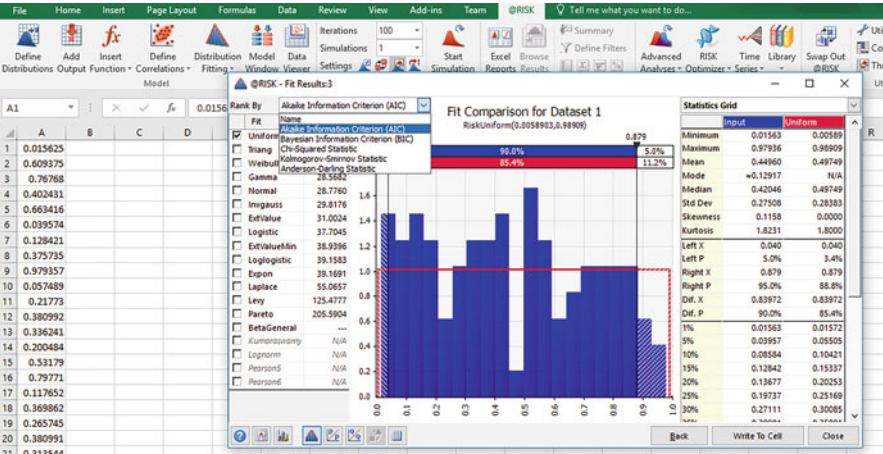 File Home Insert Page Layout Formulas Data Review View Add-ins Team @RISK Tell me what you want to do...
Define Distributions
Add Output
Insert Function
Define Correlations
Distribution Fitting
Model Window
Data Viewer
Iterations 100
Simulations 1
Settings
Start Simulation
Summary
Define Filters
Excel Reports
Browse Results
Advanced Analyses
RISK Optimizer
Time Series
Library
Swap Out @RISK
Uti
Co
Th
Model
Ut
A1 fx 0.0156
A B C D R
1 0.015625
2 0.609375
3 0.76768
4 0.402431
5 0.663416
6 0.039574
7 0.128421
8 0.375735
9 0.979357
10 0.057489
11 0.21773
12 0.380992
13 0.336241
14 0.200484
15 0.53179
16 0.79771
17 0.117652
18 0.369862
19 0.265745
20 0.380991
21 0.313544
@RISK - Fit Results:3
Rank By Akaike Information Criterion (AIC)
Name
Akaike Information Criterion (AIC)
Bayesian Information Criterion (BIC)
Chi-Squared Statistic
Kolmogorov-Smirnov Statistic
Anderson-Darling Statistic
Fit
Uniform
Triang
Weibull
Gamma 28.5682
Normal 28.7760
Invgauss 29.8176
ExtValue 31.0024
Logistic 37.7045
ExtValueMin 38.9396
Loglogistic 39.1583
Expon 39.1691
Laplace 55.0657
Levy 125.4777
Pareto 205.5904
BetaGeneral ---
Kumaraswamy N/A
Lognorm N/A
Pearson5 N/A
Pearson6 N/A
Fit Comparison for Dataset 1
RiskUniform(0.0058903,0.98909)
0.879
90.0% 5.0%
85.4% 11.2%
1.6
1.4
1.2
1.0
0.8
0.6
0.4
0.2
0.0
0.0 0.1 0.2 0.3 0.4 0.5 0.6 0.7 0.8 0.9 1.0
Statistics Grid
Input Uniform
Minimum 0.01563 0.00589
Maximum 0.97936 0.98909
Mean 0.44960 0.49749
Mode ≈0.12917 N/A
Median 0.42046 0.49749
Std Dev 0.27508 0.28383
Skewness 0.1158 0.0000
Kurtosis 1.8231 1.8000
Left X 0.040 0.040
Left P 5.0% 3.4%
Right X 0.879 0.879
Right P 95.0% 88.8%
Dif. X 0.83972 0.83972
Dif. P 90.0% 85.4%
1% 0.01563 0.01572
5% 0.03957 0.05505
10% 0.08584 0.10421
15% 0.12842 0.15337
20% 0.13677 0.20253
25% 0.19737 0.25169
30% 0.27111 0.30085
Back Write To Cell Close